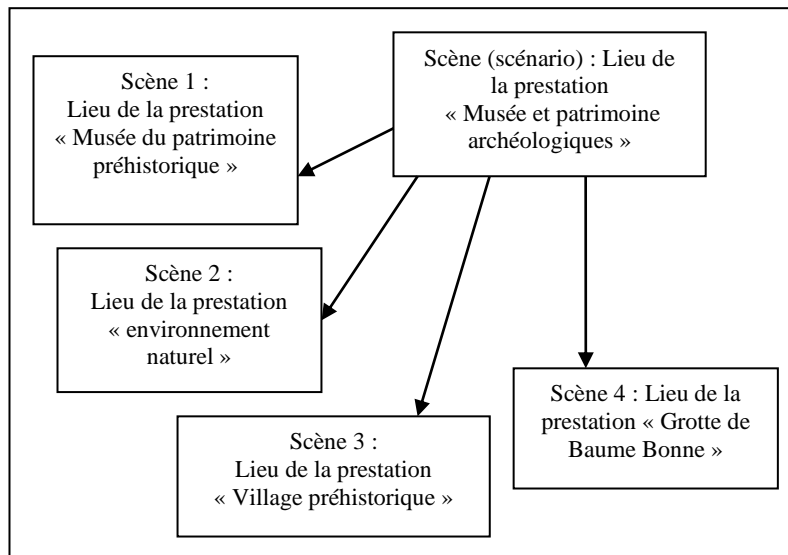 Scène (scénario) : Lieu de
la prestation
« Musée et patrimoine
archéologiques »
Scène 1 :
Lieu de la prestation
« Musée du patrimoine
préhistorique »
Scène 2 :
Lieu de la prestation
« environnement
naturel »
Scène 3 :
Lieu de la prestation
« Village préhistorique »
Scène 4 : Lieu de la
prestation « Grotte de
Baume Bonne »